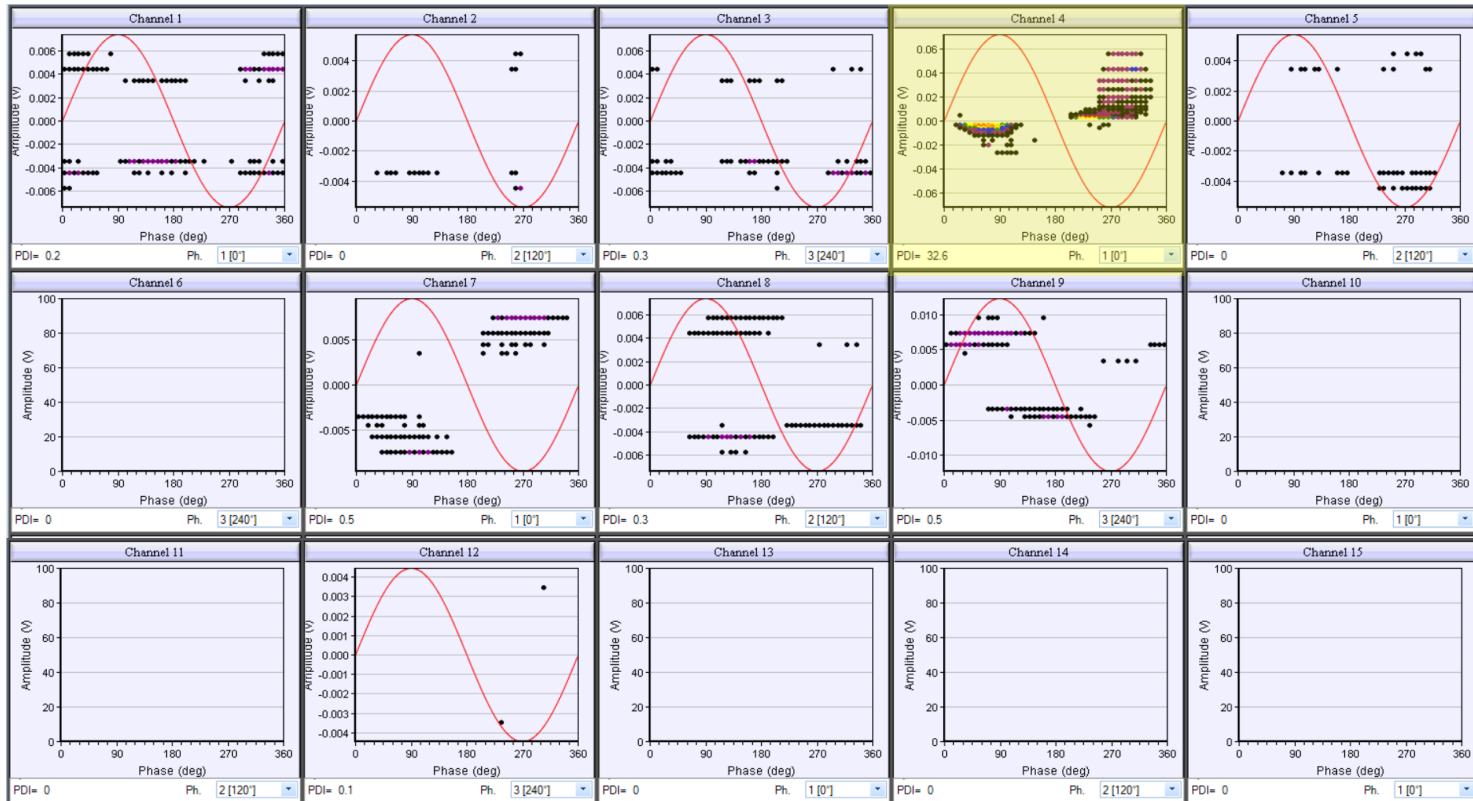 Channel 1
Amplitude (V)
0.006
0.004
0.002
0.000
-0.002
-0.004
-0.006
0 90 180 270 360
Phase (deg)
PDI= 0.2 Ph. 1 [0°]
Channel 2
Amplitude (V)
0.004
0.002
0.000
-0.002
-0.004
0 90 180 270 360
Phase (deg)
PDI= 0 Ph. 2 [120°]
Channel 3
Amplitude (V)
0.006
0.004
0.002
0.000
-0.002
-0.004
-0.006
0 90 180 270 360
Phase (deg)
PDI= 0.3 Ph. 3 [240°]
Channel 4
Amplitude (V)
0.06
0.04
0.02
0.00
-0.02
-0.04
-0.06
0 90 180 270 360
Phase (deg)
PDI= 32.6 Ph. 1 [0°]
Channel 5
Amplitude (V)
0.004
0.002
0.000
-0.002
-0.004
0 90 180 270 360
Phase (deg)
PDI= 0 Ph. 2 [120°]
Channel 6
Amplitude (V)
100
80
60
40
20
0
0 90 180 270 360
Phase (deg)
PDI= 0 Ph. 3 [240°]
Channel 7
Amplitude (V)
0.005
0.000
-0.005
0 90 180 270 360
Phase (deg)
PDI= 0.5 Ph. 1 [0°]
Channel 8
Amplitude (V)
0.006
0.004
0.002
0.000
-0.002
-0.004
-0.006
0 90 180 270 360
Phase (deg)
PDI= 0.3 Ph. 2 [120°]
Channel 9
Amplitude (V)
0.010
0.005
0.000
-0.005
-0.010
0 90 180 270 360
Phase (deg)
PDI= 0.5 Ph. 3 [240°]
Channel 10
Amplitude (V)
100
80
60
40
20
0
0 90 180 270 360
Phase (deg)
PDI= 0 Ph. 1 [0°]
Channel 11
Amplitude (V)
100
80
60
40
20
0
0 90 180 270 360
Phase (deg)
PDI= 0 Ph. 2 [120°]
Channel 12
Amplitude (V)
0.004
0.003
0.002
0.001
0.000
-0.001
-0.002
-0.003
-0.004
0 90 180 270 360
Phase (deg)
PDI= 0.1 Ph. 3 [240°]
Channel 13
Amplitude (V)
100
80
60
40
20
0
0 90 180 270 360
Phase (deg)
PDI= 0 Ph. 1 [0°]
Channel 14
Amplitude (V)
100
80
60
40
20
0
0 90 180 270 360
Phase (deg)
PDI= 0 Ph. 2 [120°]
Channel 15
Amplitude (V)
100
80
60
40
20
0
0 90 180 270 360
Phase (deg)
PDI= 0 Ph. 1 [0°]